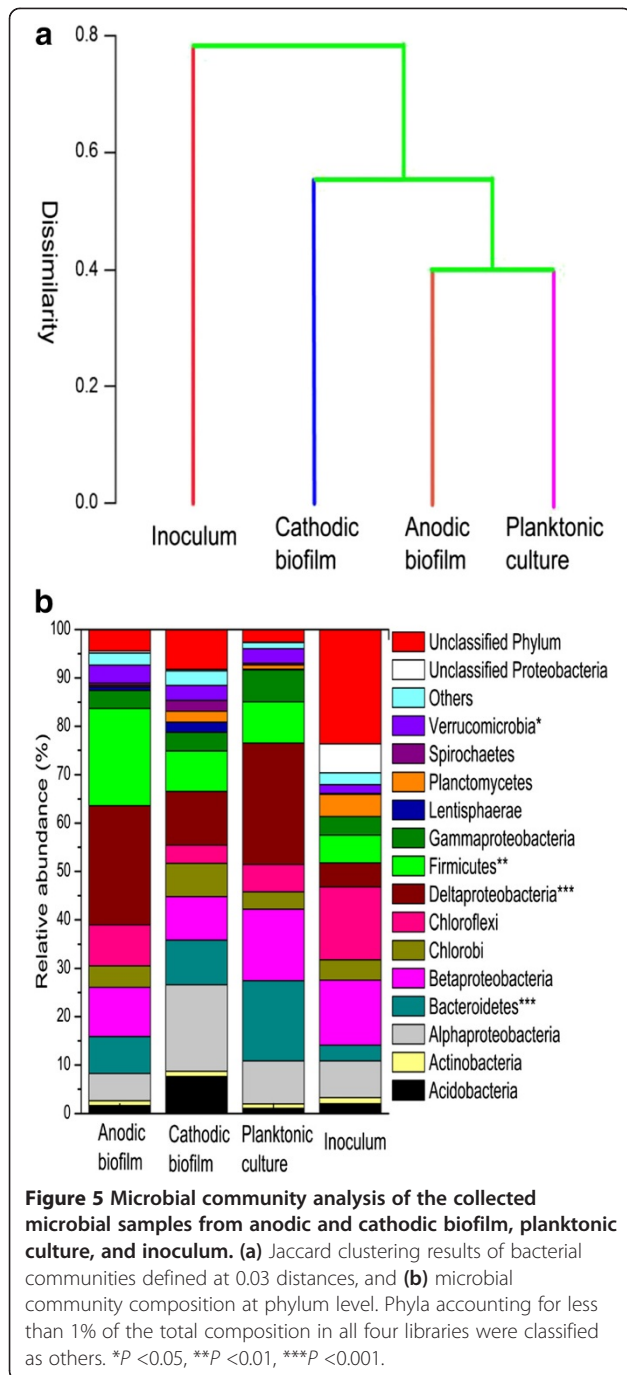 a
0.8
0.6
0.4
0.2
0.0
Dissimilarity
Inoculum
Cathodic
biofilm
Anodic
biofilm
Planktonic
culture
b
100
90
80
70
60
50
40
30
20
10
0
Relative abundance (%)
Anodic
biofilm
Cathodic
biofilm
Planktonic
culture
Inoculum
Unclassified Phylum
Unclassified Proteobacteria
Others
Verrucomicrobia*
Spirochaetes
Planctomycetes
Lentisphaerae
Gammaproteobacteria
Firmicutes**
Deltaproteobacteria***
Chloroflexi
Chlorobi
Betaproteobacteria
Bacteroidetes***
Alphaproteobacteria
Actinobacteria
Acidobacteria
Figure 5 Microbial community analysis of the collected
microbial samples from anodic and cathodic biofilm, planktonic
culture, and inoculum. (a) Jaccard clustering results of bacterial
communities defined at 0.03 distances, and (b) microbial
community composition at phylum level. Phyla accounting for less
than 1% of the total composition in all four libraries were classified
as others. *P <0.05, **P <0.01, ***P <0.001.